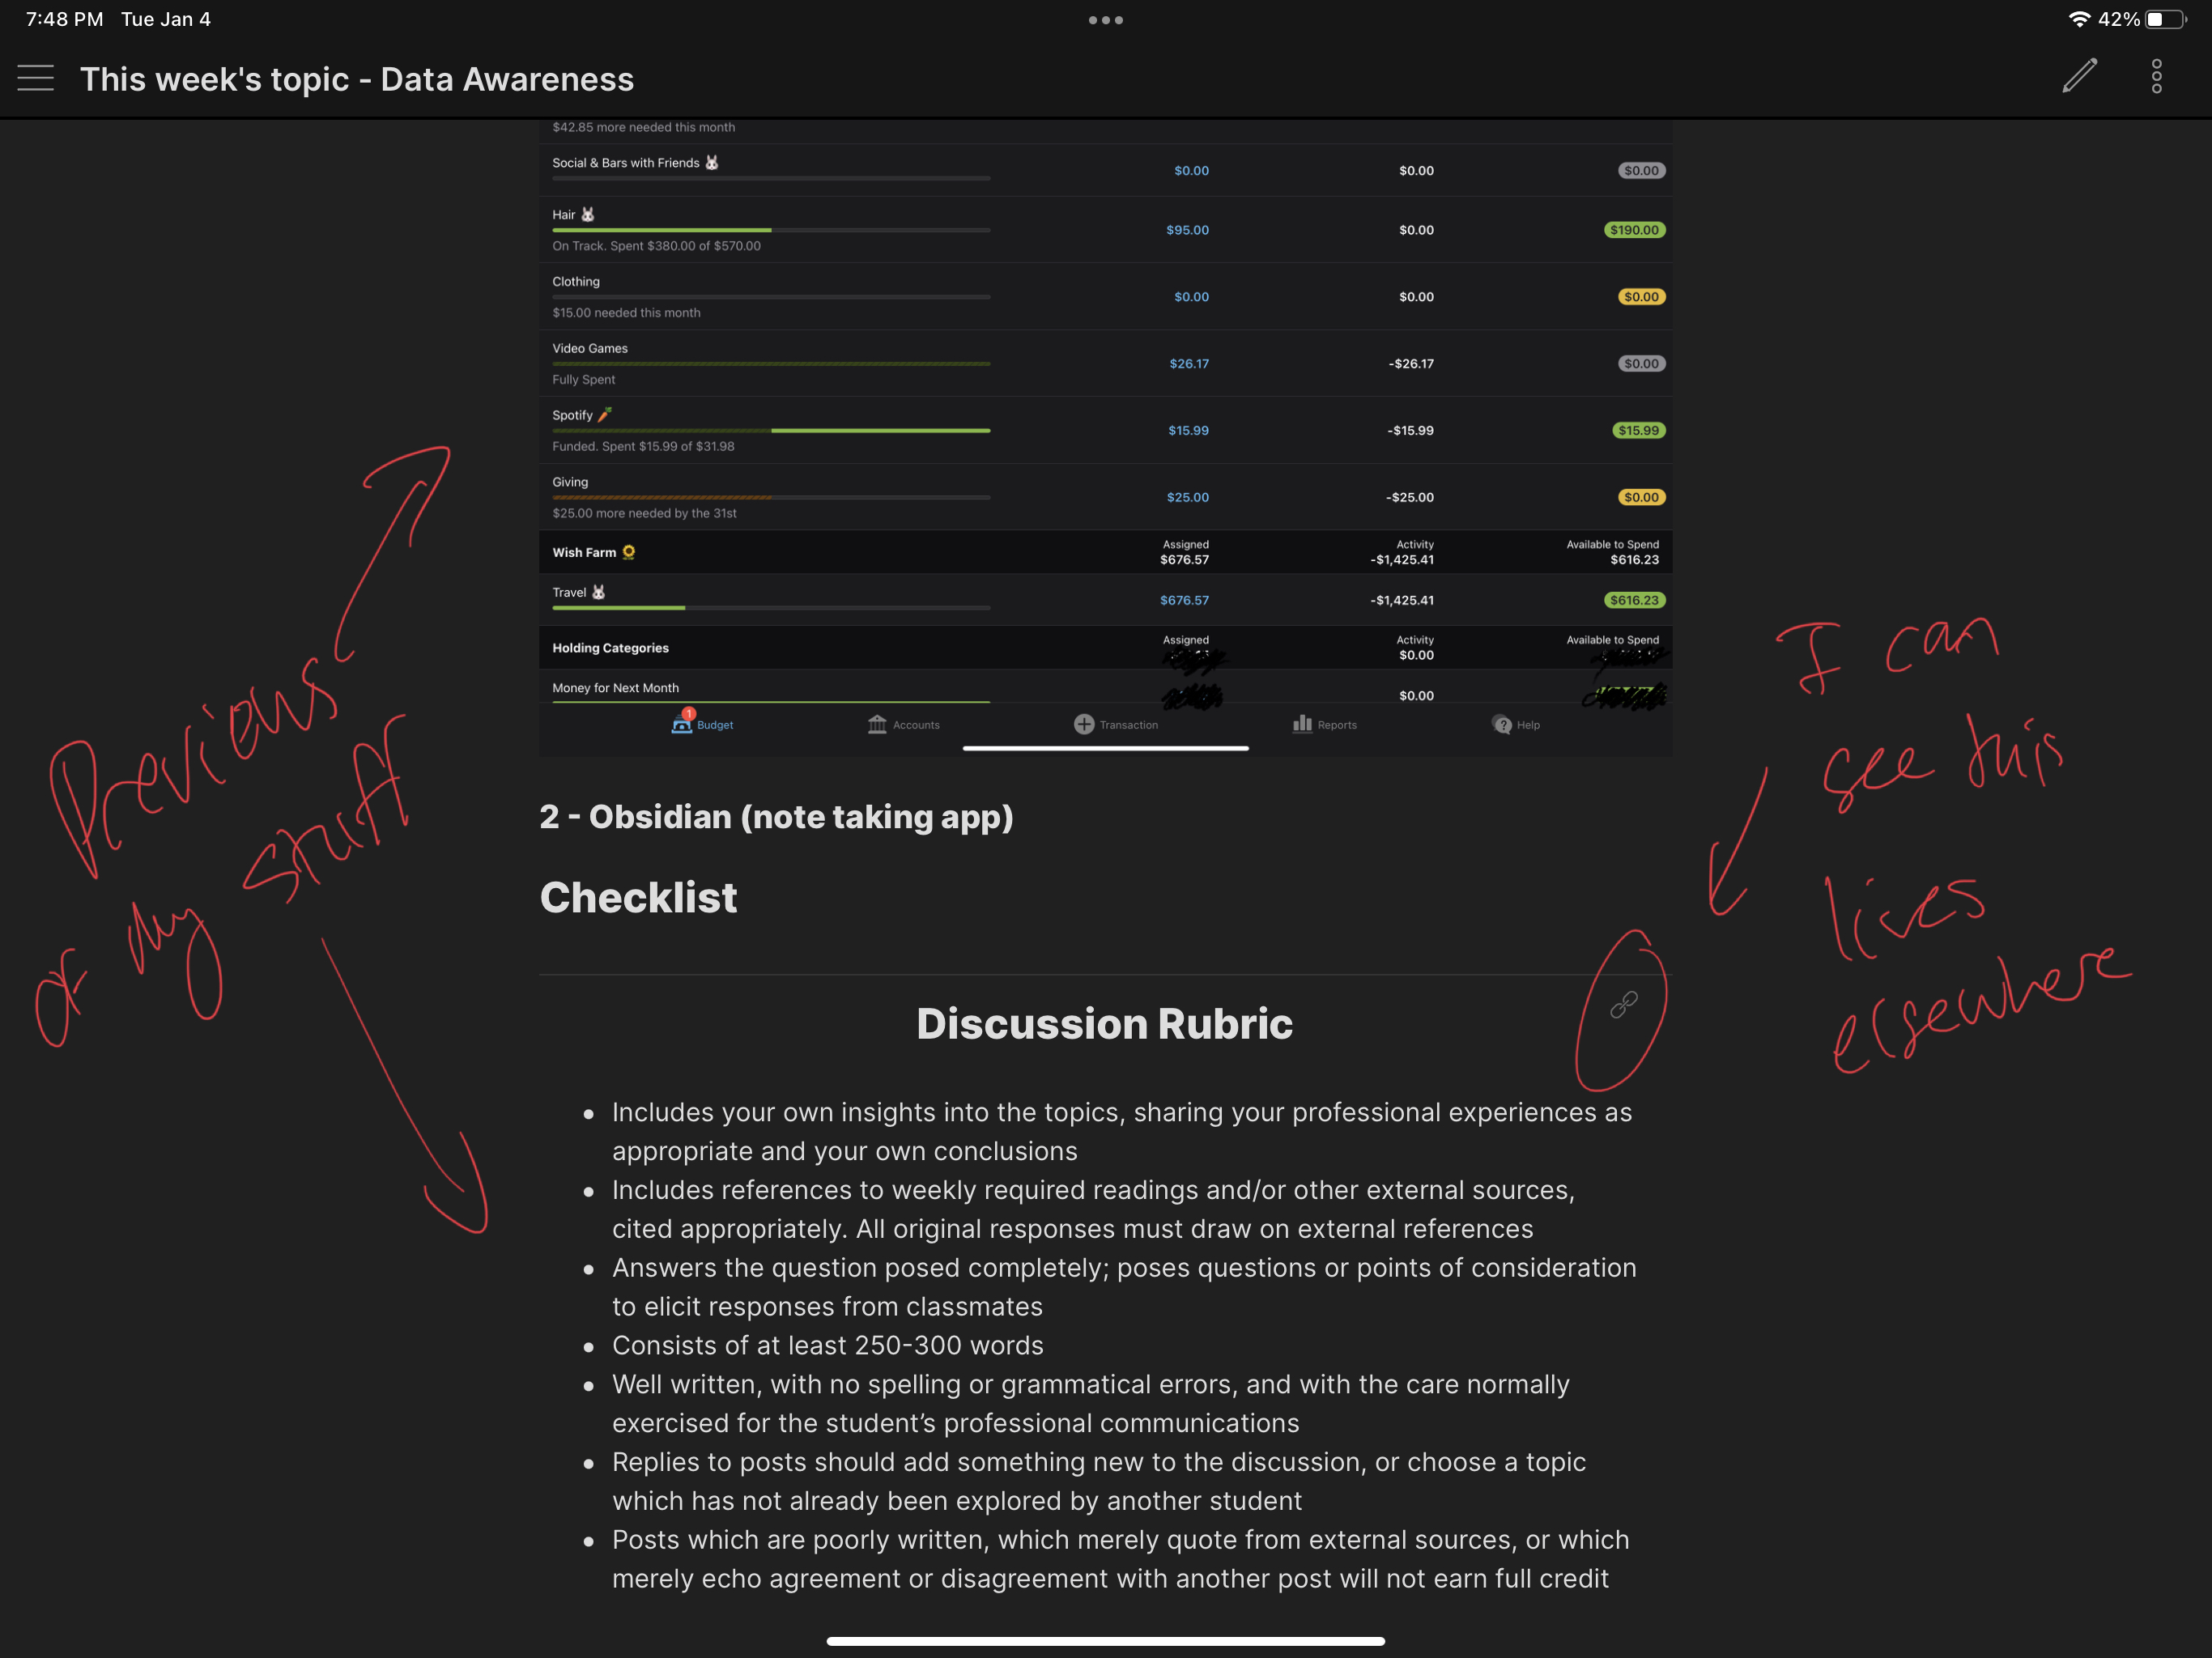 7:48 PM Tue Jan 4
42%
This week's topic - Data Awareness
$42.85 more needed this month
Social & Bars with Friends 🐰 $0.00 $0.00 $0.00
Hair 🐰 $95.00 $0.00 $190.00
On Track. Spent $380.00 of $570.00
Clothing $0.00 $0.00 $0.00
$15.00 needed this month
Video Games $26.17 -$26.17 $0.00
Fully Spent
Spotify 🥕 $15.99 -$15.99 $15.99
Funded. Spent $15.99 of $31.98
Giving $25.00 -$25.00 $0.00
$25.00 more needed by the 31st
Assigned Activity Available to Spend
Wish Farm 🌻 $676.57 -$1,425.41 $616.23
Travel 🐰 $676.57 -$1,425.41 $616.23
Assigned Activity Available to Spend
Holding Categories $0.00
Money for Next Month $0.00
1
Budget Accounts Transaction Reports Help
Previous
of my stuff
I can
see this
lives
elsewhere
2 - Obsidian (note taking app)
Checklist
Discussion Rubric
• Includes your own insights into the topics, sharing your professional experiences as
appropriate and your own conclusions
• Includes references to weekly required readings and/or other external sources,
cited appropriately. All original responses must draw on external references
• Answers the question posed completely; poses questions or points of consideration
to elicit responses from classmates
• Consists of at least 250-300 words
• Well written, with no spelling or grammatical errors, and with the care normally
exercised for the student’s professional communications
• Replies to posts should add something new to the discussion, or choose a topic
which has not already been explored by another student
• Posts which are poorly written, which merely quote from external sources, or which
merely echo agreement or disagreement with another post will not earn full credit